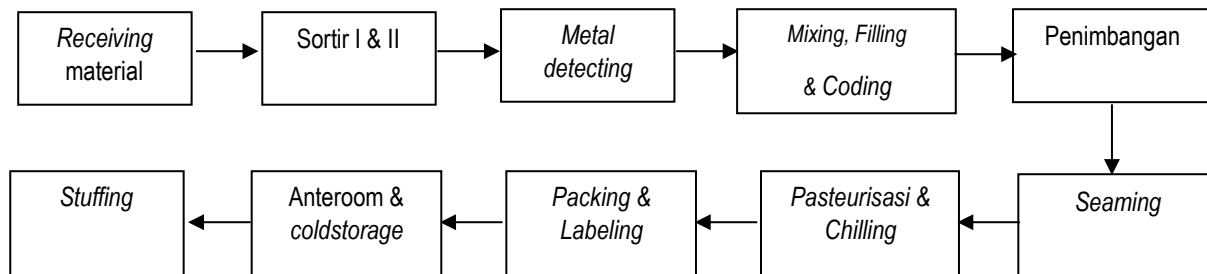 Receiving
material
Sortir I & II
Metal
detecting
Mixing, Filling
& Coding
Penimbangan
Seaming
Pasteurisasi &
Chilling
Packing &
Labeling
Anteroom &
coldstorage
Stuffing